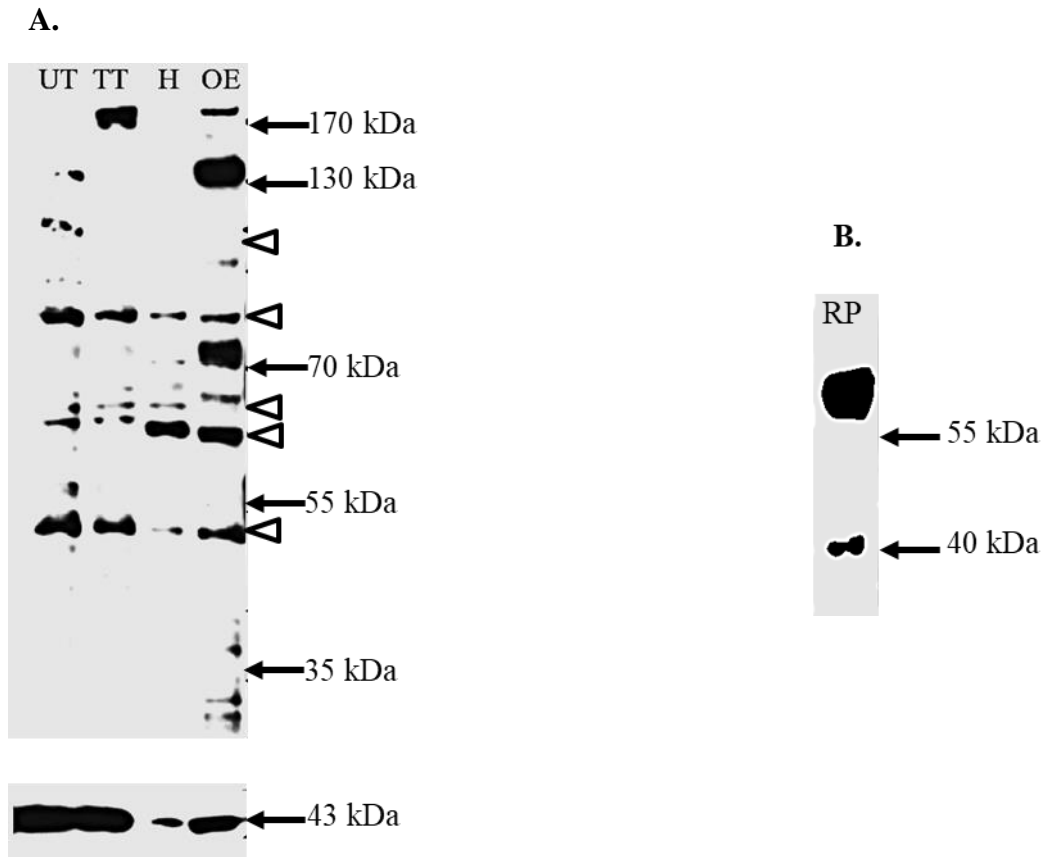 A.
UT TT H OE
170 kDa
130 kDa
70 kDa
55 kDa
35 kDa
43 kDa
B.
RP
55 kDa
40 kDa